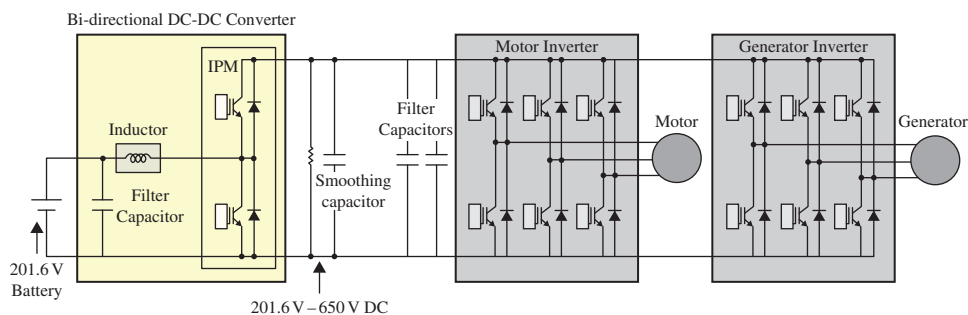 Bi-directional DC-DC Converter
IPM
Inductor
Filter
Capacitor
201.6 V
Battery
Smoothing
capacitor
201.6 V – 650 V DC
Filter
Capacitors
Motor Inverter
Motor
Generator Inverter
Generator